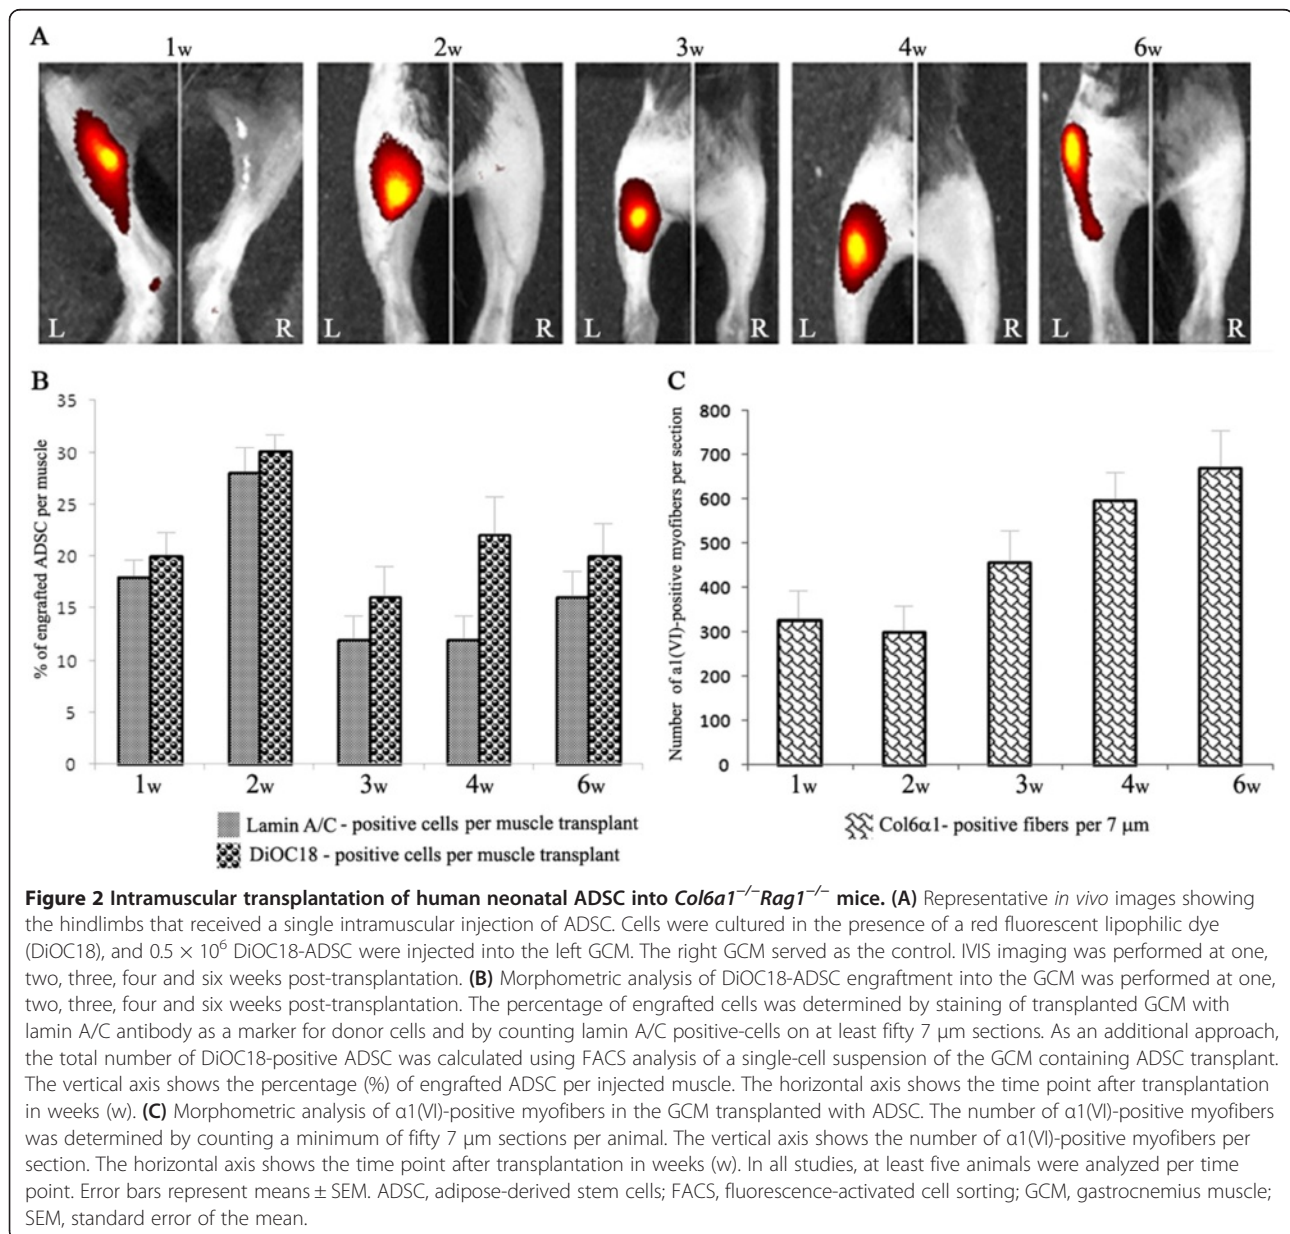 A
1w
2w
3w
4w
6w
L
R
L
R
L
R
L
R
L
R
B
% of engrafted ADSC per muscle
35
30
25
20
15
10
5
0
1w
2w
3w
4w
6w
Lamin A/C - positive cells per muscle transplant
DiOC18 - positive cells per muscle transplant
C
Number of a1(VI)-positive myofibers per section
800
700
600
500
400
300
200
100
0
1w
2w
3w
4w
6w
Col6α1- positive fibers per 7 μm
Figure 2 Intramuscular transplantation of human neonatal ADSC into Col6a1−/−Rag1−/− mice. (A) Representative in vivo images showing
the hindlimbs that received a single intramuscular injection of ADSC. Cells were cultured in the presence of a red fluorescent lipophilic dye
(DiOC18), and 0.5 × 10⁶ DiOC18-ADSC were injected into the left GCM. The right GCM served as the control. IVIS imaging was performed at one,
two, three, four and six weeks post-transplantation. (B) Morphometric analysis of DiOC18-ADSC engraftment into the GCM was performed at one,
two, three, four and six weeks post-transplantation. The percentage of engrafted cells was determined by staining of transplanted GCM with
lamin A/C antibody as a marker for donor cells and by counting lamin A/C positive-cells on at least fifty 7 μm sections. As an additional approach,
the total number of DiOC18-positive ADSC was calculated using FACS analysis of a single-cell suspension of the GCM containing ADSC transplant.
The vertical axis shows the percentage (%) of engrafted ADSC per injected muscle. The horizontal axis shows the time point after transplantation
in weeks (w). (C) Morphometric analysis of α1(VI)-positive myofibers in the GCM transplanted with ADSC. The number of α1(VI)-positive myofibers
was determined by counting a minimum of fifty 7 μm sections per animal. The vertical axis shows the number of α1(VI)-positive myofibers per
section. The horizontal axis shows the time point after transplantation in weeks (w). In all studies, at least five animals were analyzed per time
point. Error bars represent means ± SEM. ADSC, adipose-derived stem cells; FACS, fluorescence-activated cell sorting; GCM, gastrocnemius muscle;
SEM, standard error of the mean.